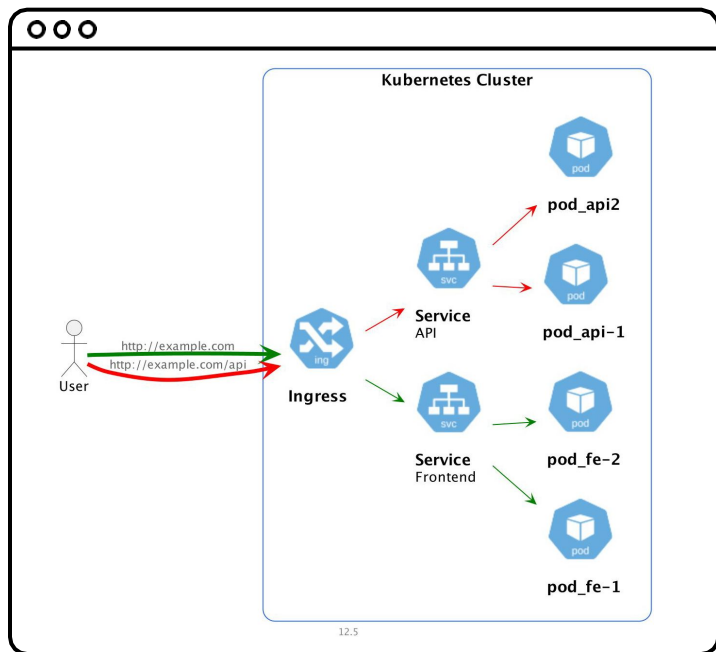 Kubernetes Cluster
pod
pod_api2
svc
Service
API
pod
pod_api-1
http://example.com
http://example.com/api
User
ing
Ingress
svc
Service
Frontend
pod
pod_fe-2
pod
pod_fe-1
12.5